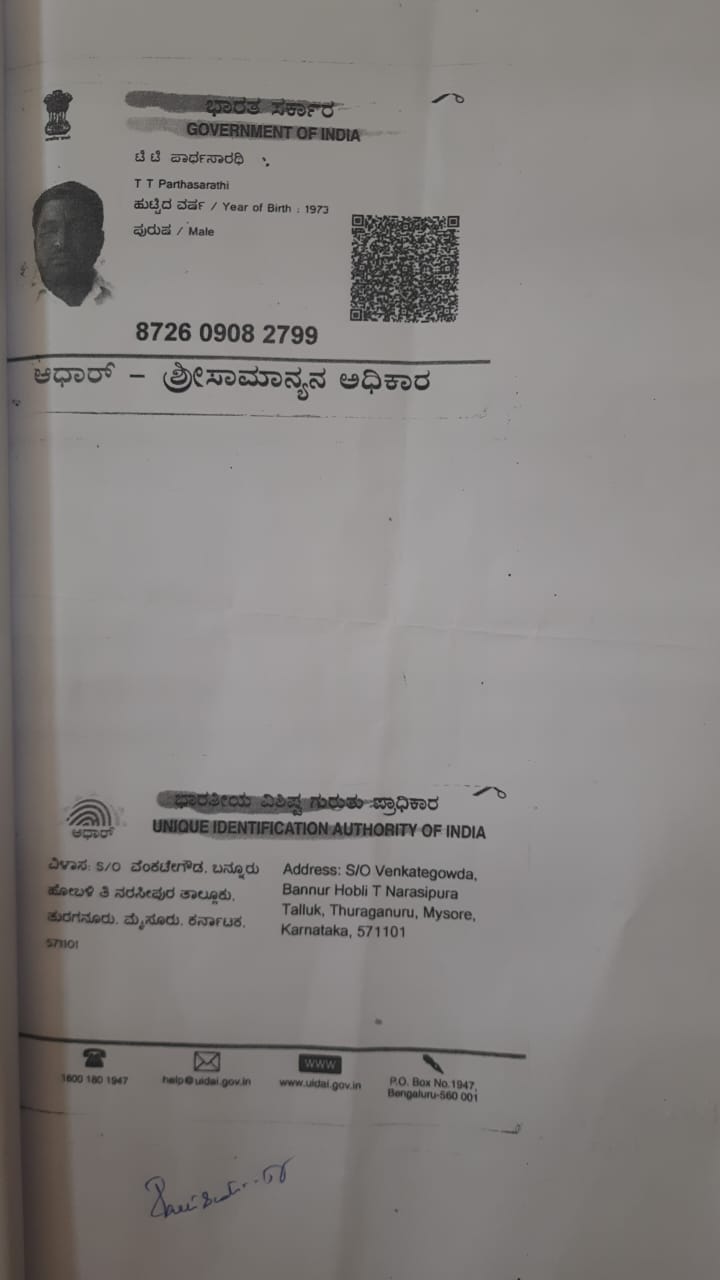 ಭಾರತ ಸರ್ಕಾರ
GOVERNMENT OF INDIA
ಟಿ ಟಿ ಪಾರ್ಥಸಾರಥಿ
T T Parthasarathi
ಹುಟ್ಟಿದ ವರ್ಷ / Year of Birth : 1973
ಪುರುಷ / Male
8726 0908 2799
ಆಧಾರ್ – ಶ್ರೀಸಾಮಾನ್ಯನ ಅಧಿಕಾರ
ಭಾರತೀಯ ವಿಶಿಷ್ಟ ಗುರುತು ಪ್ರಾಧಿಕಾರ
UNIQUE IDENTIFICATION AUTHORITY OF INDIA
ಆಧಾರ್
ವಿಳಾಸ: S/O ವೆಂಕಟೇಗೌಡ, ಬನ್ನೂರು
ಹೋಬಳಿ ತಿ ನರಸೀಪುರ ತಾಲ್ಲೂಕು,
ತುರಗನೂರು, ಮೈಸೂರು, ಕರ್ನಾಟಕ,
571101
Address: S/O Venkategowda,
Bannur Hobli T Narasipura
Talluk, Thuraganuru, Mysore,
Karnataka, 571101
1800 180 1947
help@uidai.gov.in
WWW
www.uidai.gov.in
P.O. Box No.1947,
Bengaluru-560 001